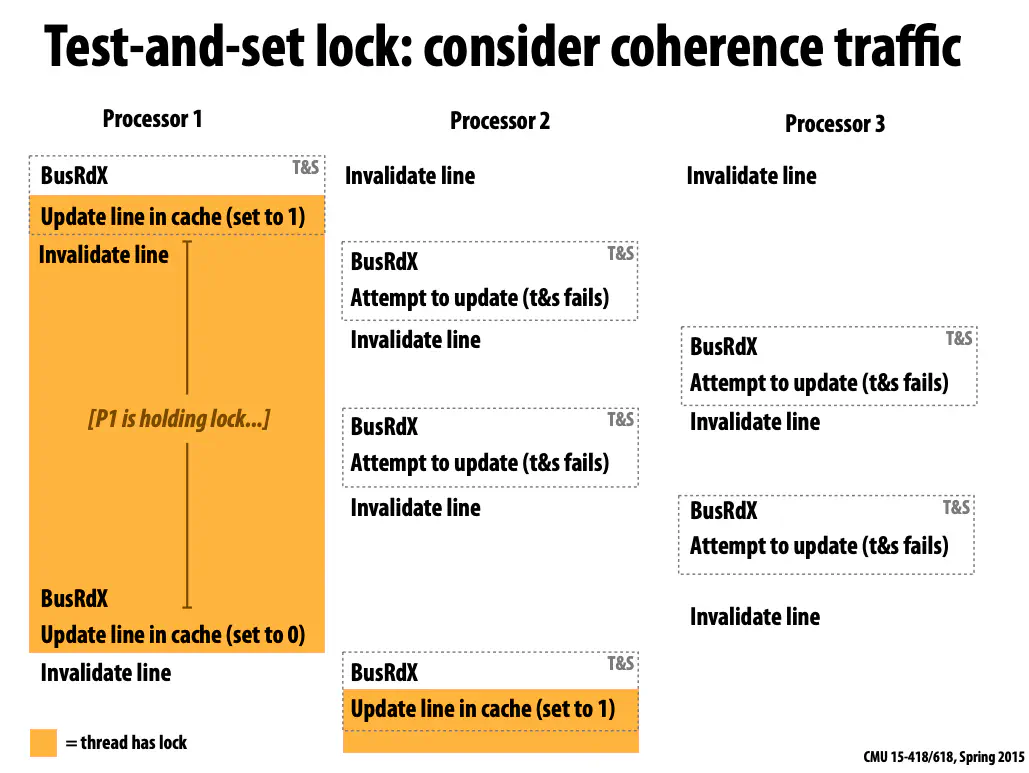 Test-and-set lock: consider coherence traffic
Processor 1
BusRdX
T&S
Update line in cache (set to 1)
Invalidate line
[P1 is holding lock...]
BusRdX
Update line in cache (set to 0)
Invalidate line
Processor 2
Invalidate line
BusRdX
T&S
Attempt to update (t&s fails)
Invalidate line
BusRdX
T&S
Attempt to update (t&s fails)
Invalidate line
BusRdX
T&S
Update line in cache (set to 1)
Processor 3
Invalidate line
BusRdX
T&S
Attempt to update (t&s fails)
Invalidate line
BusRdX
T&S
Attempt to update (t&s fails)
Invalidate line
= thread has lock
CMU 15-418/618, Spring 2015